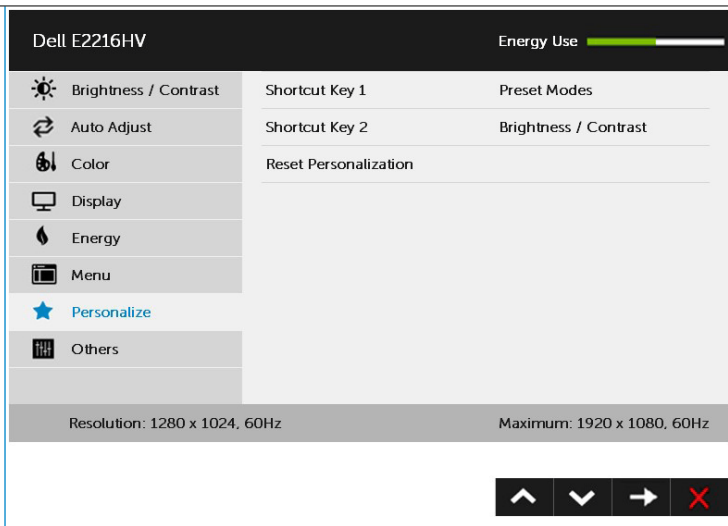 Dell E2216HV Energy Use
Brightness / Contrast Shortcut Key 1 Preset Modes
Auto Adjust Shortcut Key 2 Brightness / Contrast
Color Reset Personalization
Display
Energy
Menu
Personalize
Others
Resolution: 1280 x 1024, 60Hz Maximum: 1920 x 1080, 60Hz